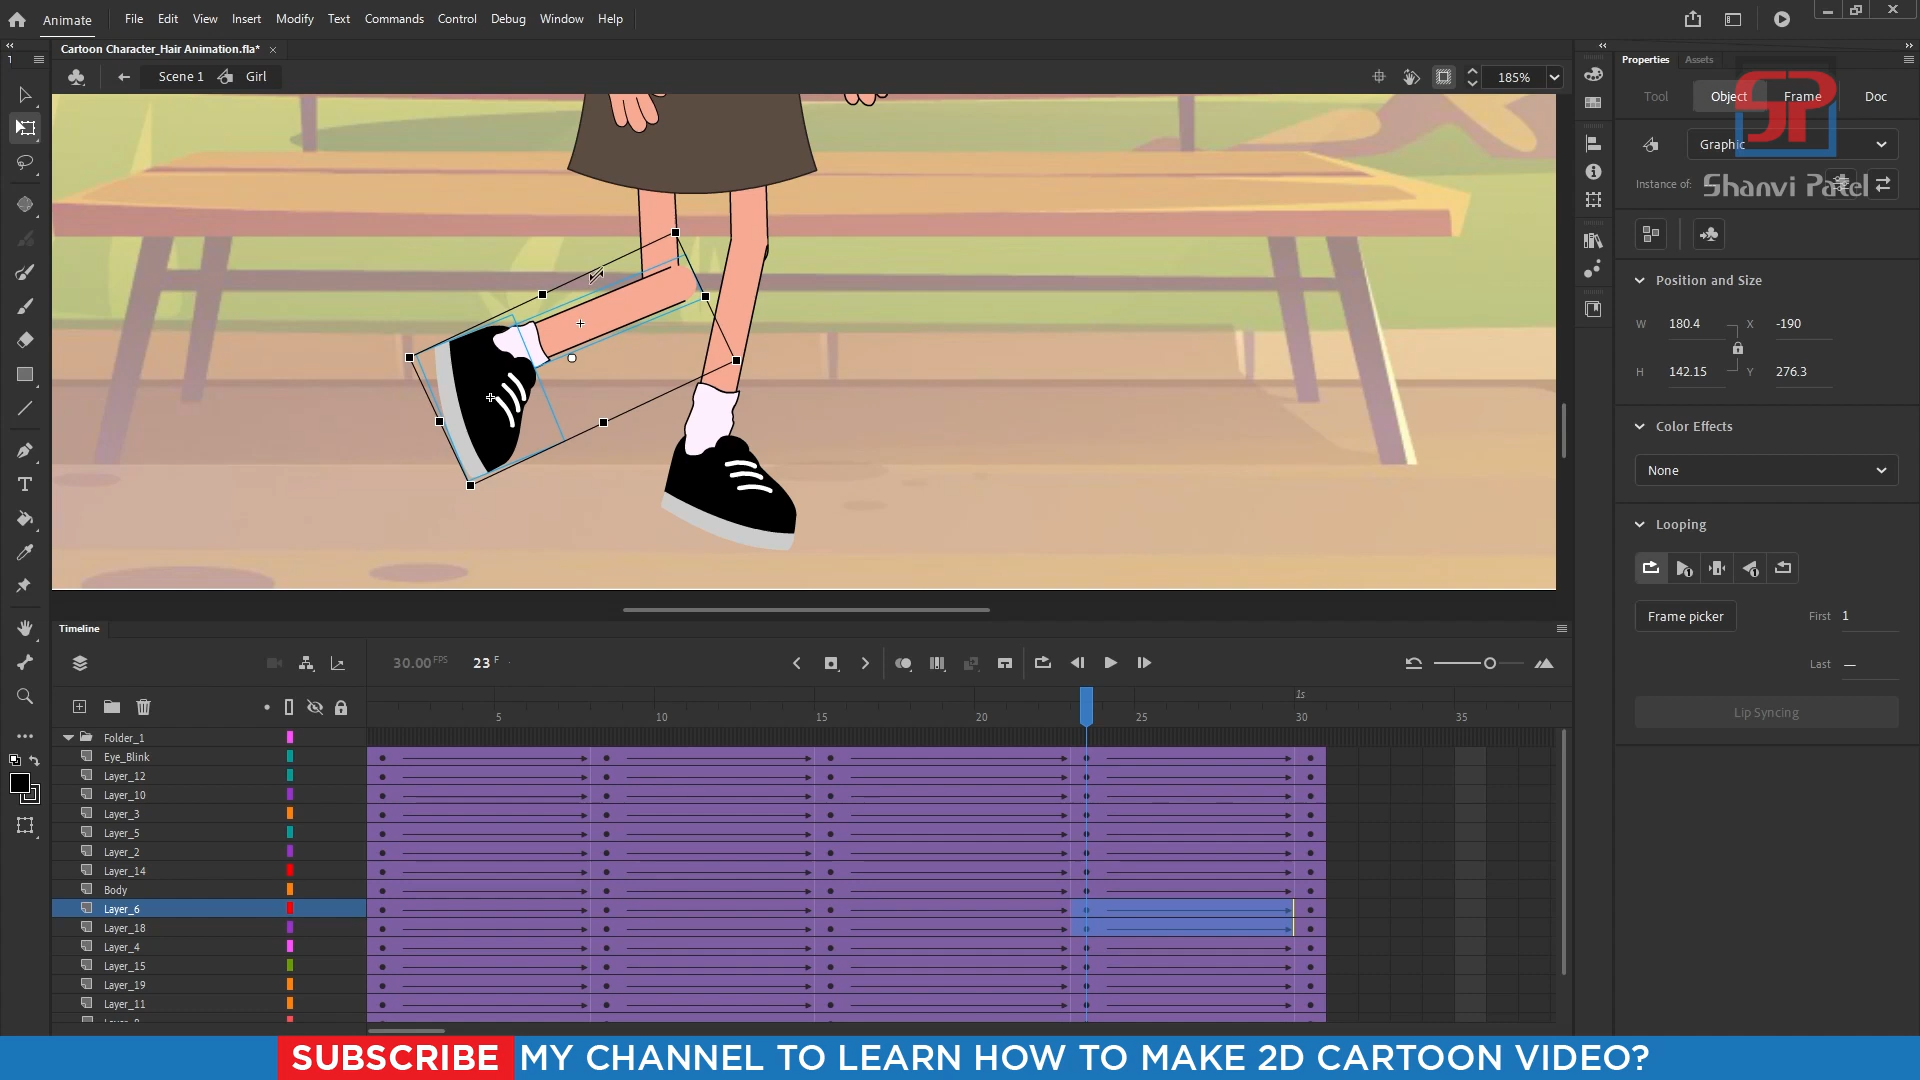 Animate File Edit View Insert Modify Text Commands Control Debug Window Help
Cartoon Character_Hair Animation.fla* ×
Scene 1 Girl 185%
Properties Assets
Tool Object Frame Doc
Graphic
Instance of:
SP
Shanvi Patel
Position and Size
W 180.4 X -190
H 142.15 Y 276.3
Color Effects
None
Looping
Frame picker First 1
Last —
Lip Syncing
Timeline
30.00 FPS 23 F
1s
5 10 15 20 25 30 35
Folder_1
Eye_Blink
Layer_12
Layer_10
Layer_3
Layer_5
Layer_2
Layer_14
Body
Layer_6
Layer_18
Layer_4
Layer_15
Layer_19
Layer_11
SUBSCRIBE MY CHANNEL TO LEARN HOW TO MAKE 2D CARTOON VIDEO?